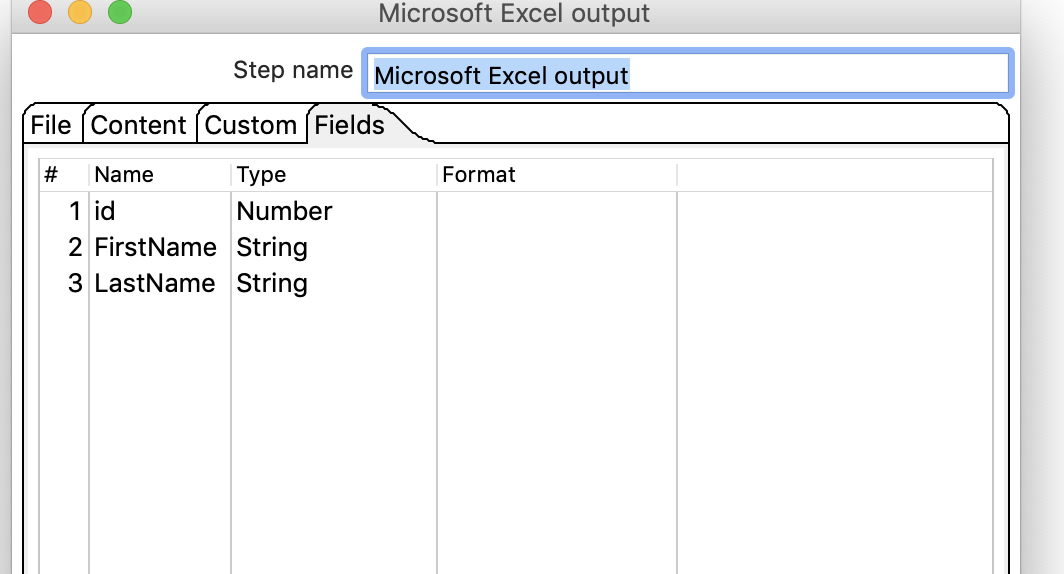 Microsoft Excel output
Step name Microsoft Excel output
File Content Custom Fields
# Name Type Format
1 id Number
2 FirstName String
3 LastName String